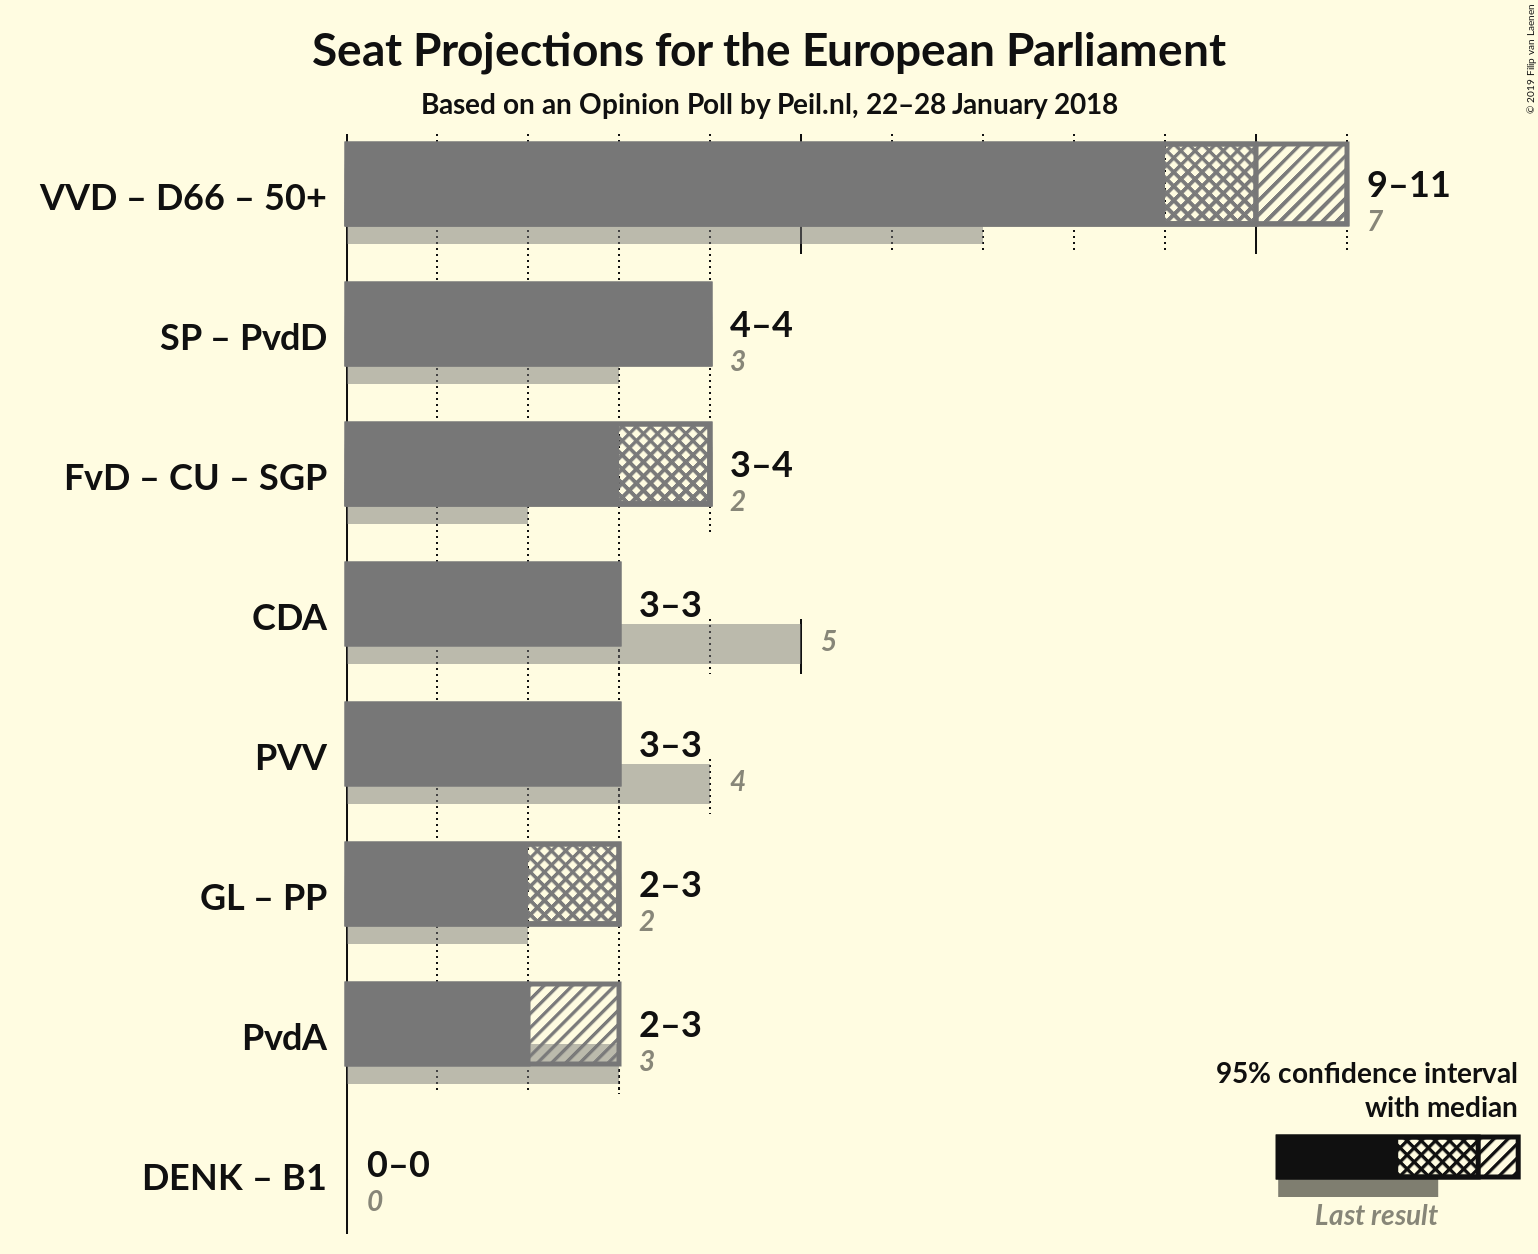 Seat Projections for the European Parliament
Based on an Opinion Poll by Peil.nl, 22–28 January 2018
© 2019 Filip van Laenen
VVD – D66 – 50+
9–11
7
SP – PvdD
4–4
3
FvD – CU – SGP
3–4
2
CDA
3–3
5
PVV
3–3
4
GL – PP
2–3
2
PvdA
2–3
3
DENK – B1
0–0
0
95% confidence interval
with median
Last result